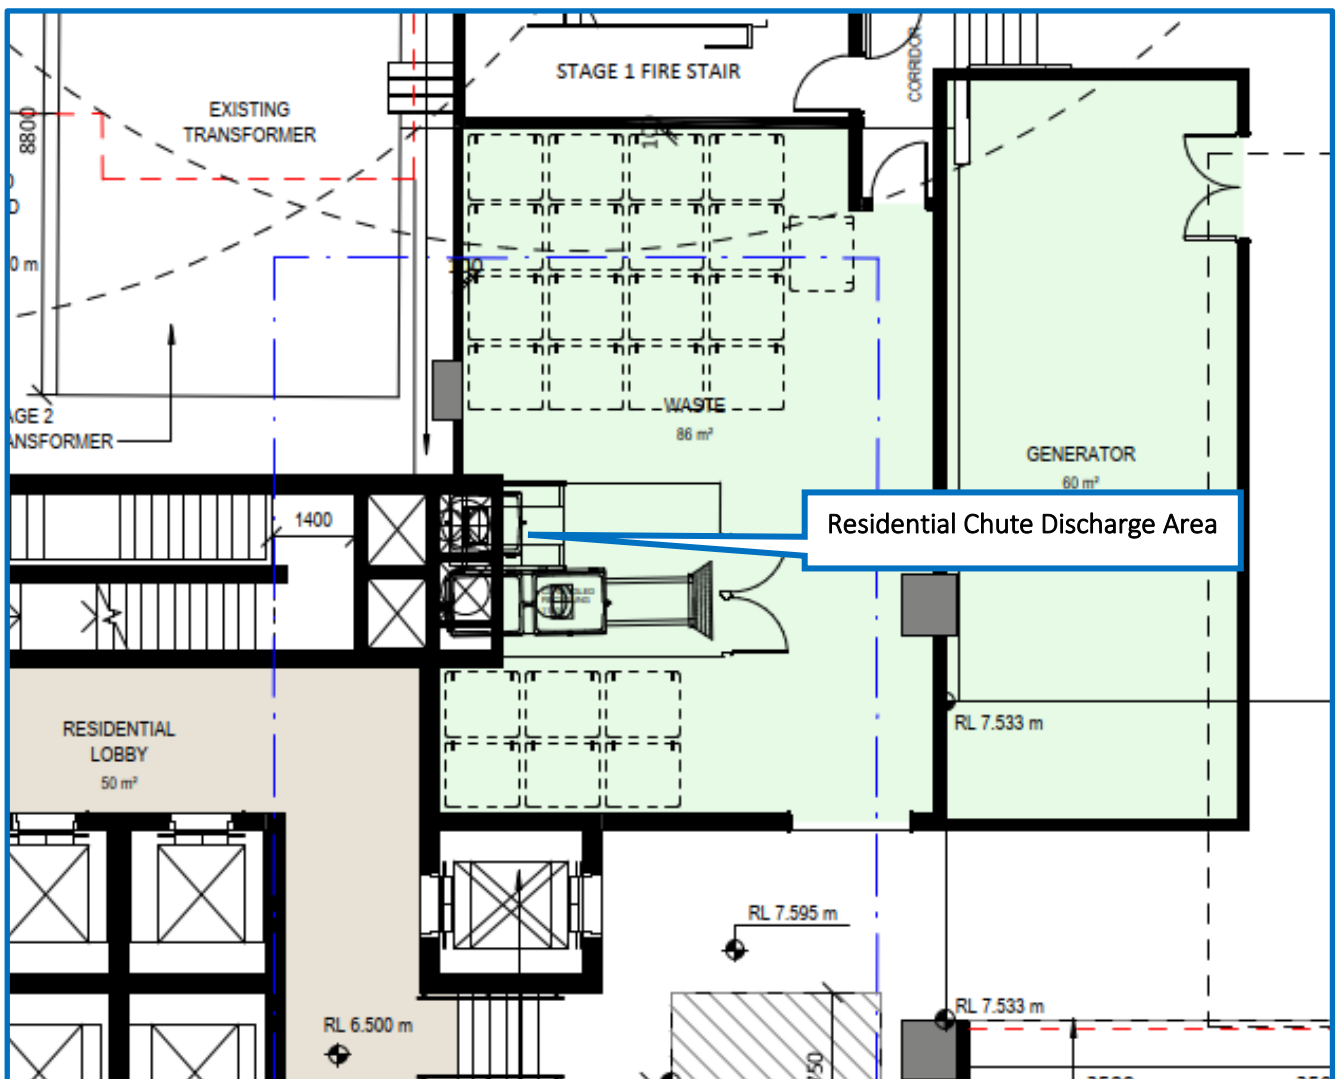 STAGE 1 FIRE STAIR
CORRIDOR
EXISTING
TRANSFORMER
8800
100
0 m
AGE 2
ANSFORMER
WASTE
86 m²
GENERATOR
60 m²
Residential Chute Discharge Area
1400
RESIDENTIAL
LOBBY
50 m²
RL 7.533 m
RL 7.595 m
RL 7.533 m
RL 6.500 m